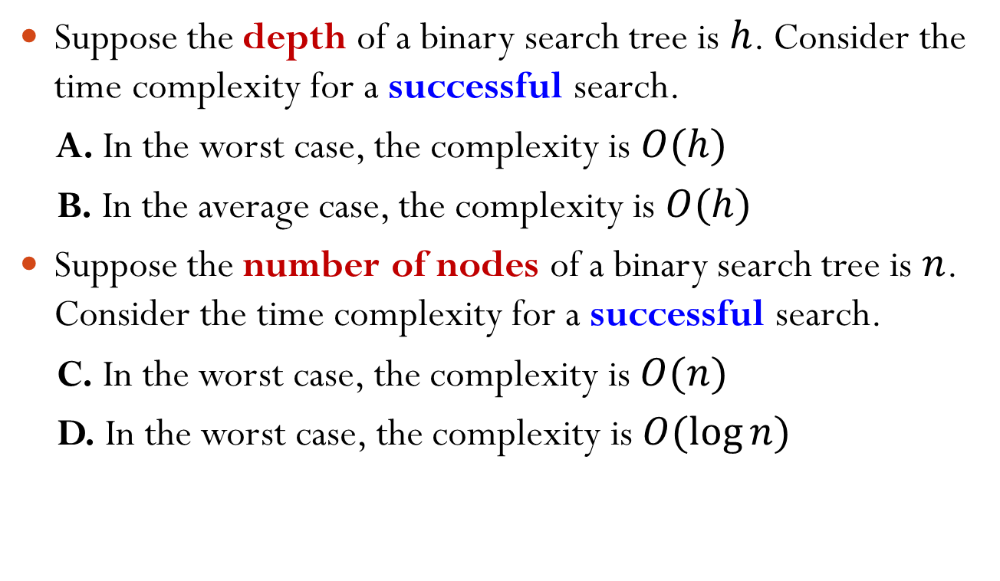 • Suppose the depth of a binary search tree is h. Consider the
time complexity for a successful search.
A. In the worst case, the complexity is O(h)
B. In the average case, the complexity is O(h)
• Suppose the number of nodes of a binary search tree is n.
Consider the time complexity for a successful search.
C. In the worst case, the complexity is O(n)
D. In the worst case, the complexity is O(log n)